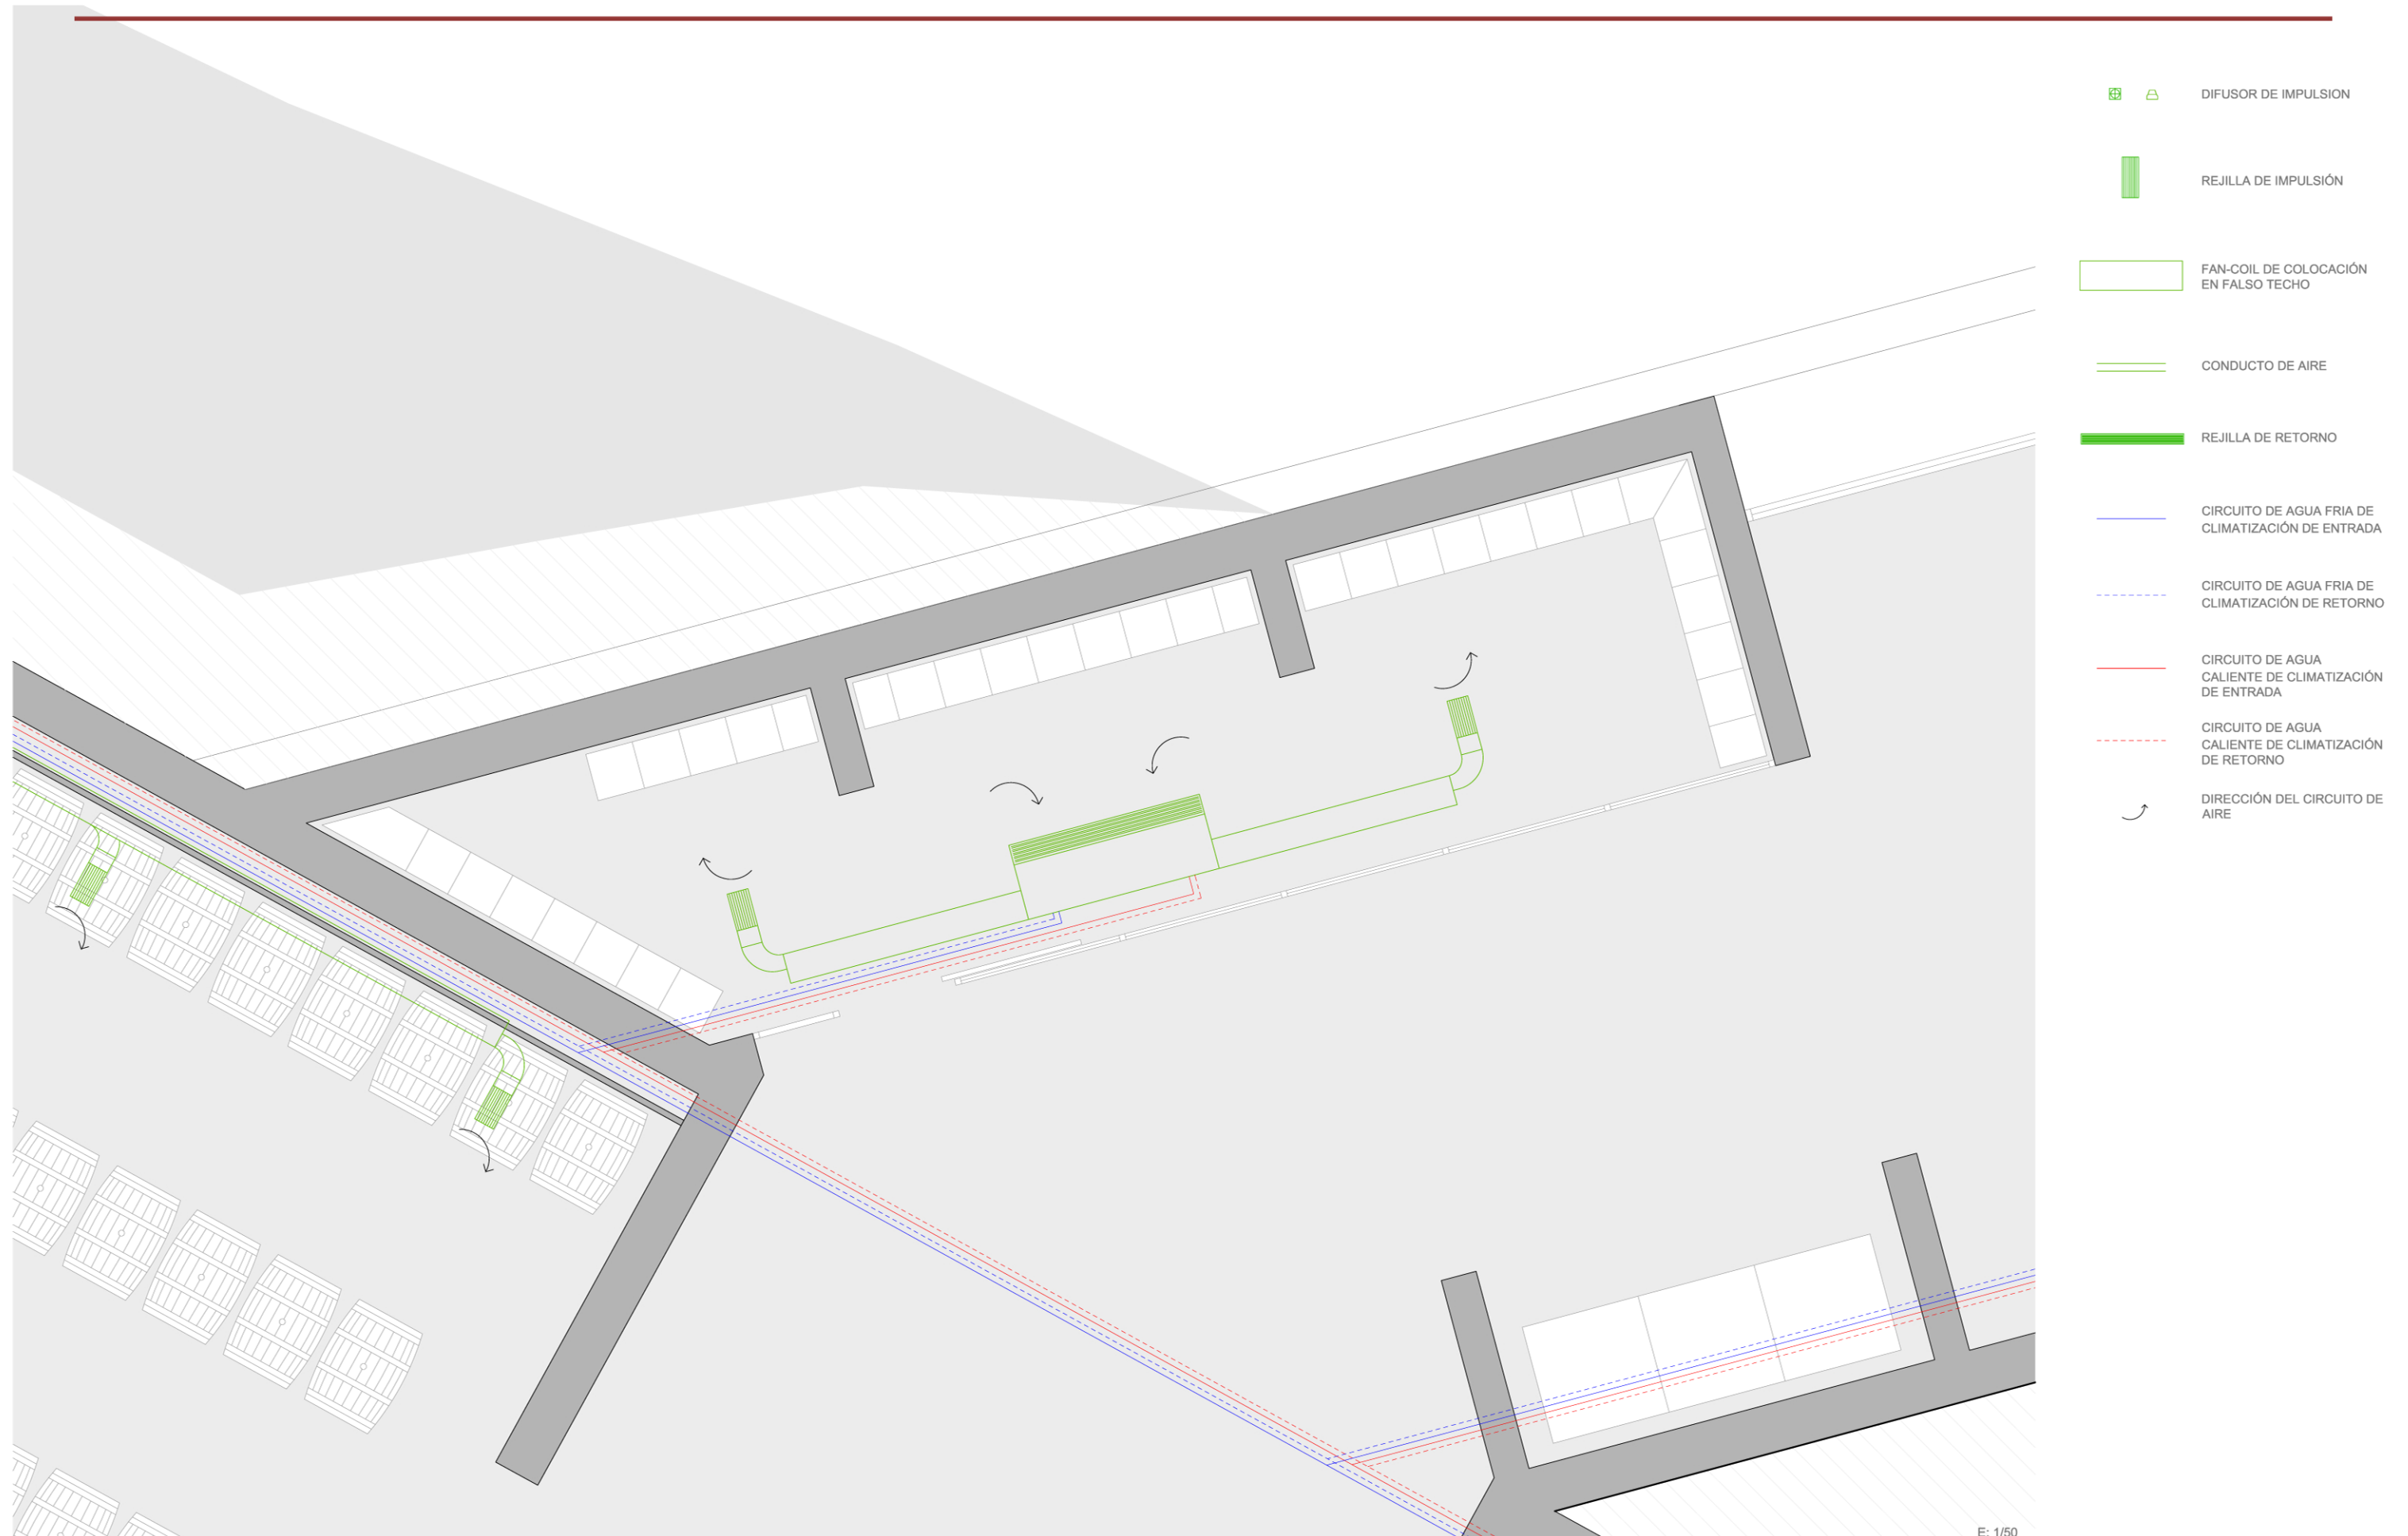 DIFUSOR DE IMPULSION
REJILLA DE IMPULSIÓN
FAN-COIL DE COLOCACIÓN
EN FALSO TECHO
CONDUCTO DE AIRE
REJILLA DE RETORNO
CIRCUITO DE AGUA FRIA DE
CLIMATIZACIÓN DE ENTRADA
CIRCUITO DE AGUA FRIA DE
CLIMATIZACIÓN DE RETORNO
CIRCUITO DE AGUA
CALIENTE DE CLIMATIZACIÓN
DE ENTRADA
CIRCUITO DE AGUA
CALIENTE DE CLIMATIZACIÓN
DE RETORNO
DIRECCIÓN DEL CIRCUITO DE
AIRE
E: 1/50